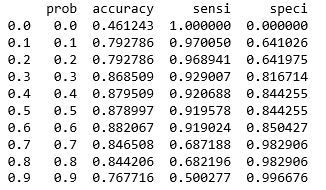 prob accuracy sensi speci
0.0 0.0 0.461243 1.000000 0.000000
0.1 0.1 0.792786 0.970050 0.641026
0.2 0.2 0.792786 0.968941 0.641975
0.3 0.3 0.868509 0.929007 0.816714
0.4 0.4 0.879509 0.920688 0.844255
0.5 0.5 0.878997 0.919578 0.844255
0.6 0.6 0.882067 0.919024 0.850427
0.7 0.7 0.846508 0.687188 0.982906
0.8 0.8 0.844206 0.682196 0.982906
0.9 0.9 0.767716 0.500277 0.996676